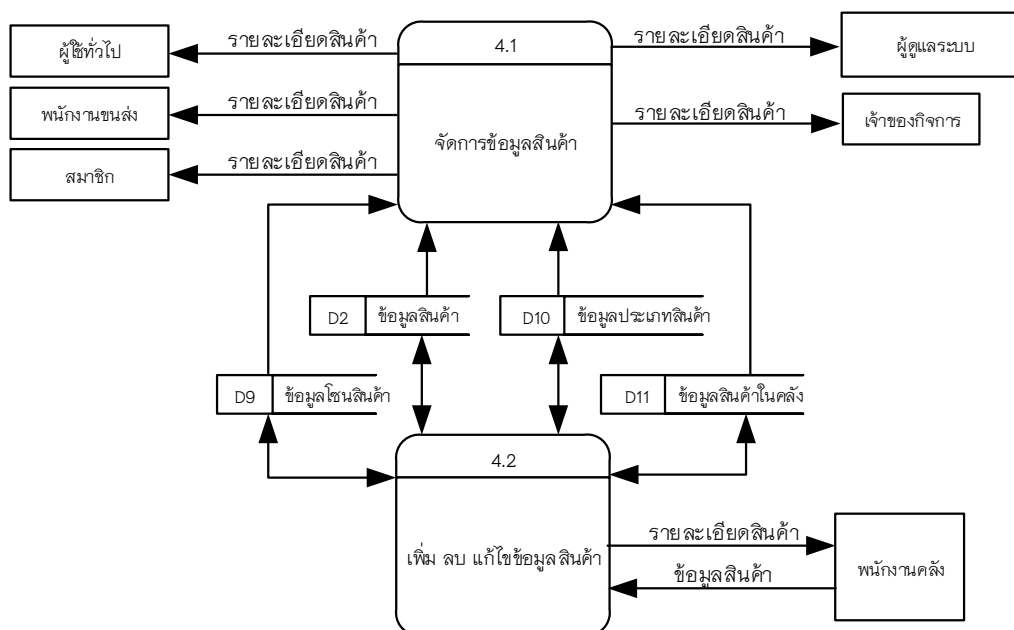 ผู้ใช้ทั่วไป
รายละเอียดสินค้า
4.1
รายละเอียดสินค้า
ผู้ดูแลระบบ
พนักงานขนส่ง
รายละเอียดสินค้า
จัดการข้อมูลสินค้า
รายละเอียดสินค้า
เจ้าของกิจการ
สมาชิก
รายละเอียดสินค้า
D2
ข้อมูลสินค้า
D10
ข้อมูลประเภทสินค้า
D9
ข้อมูลโซนสินค้า
D11
ข้อมูลสินค้าในคลัง
4.2
เพิ่ม ลบ แก้ไขข้อมูลสินค้า
รายละเอียดสินค้า
ข้อมูลสินค้า
พนักงานคลัง